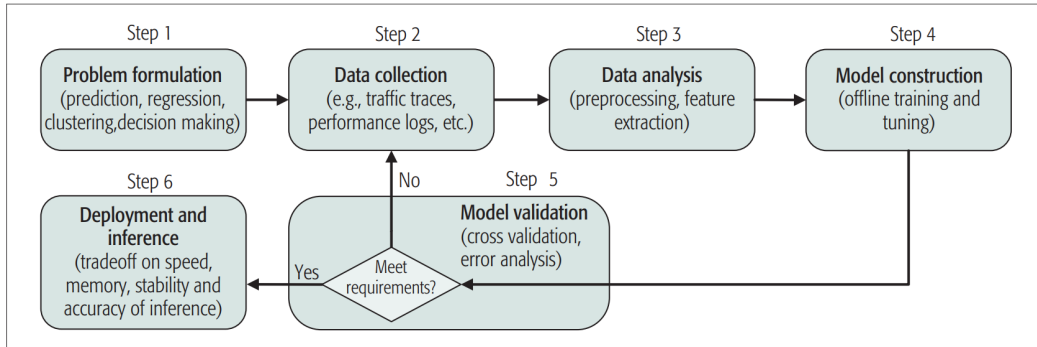 Step 1
Problem formulation
(prediction, regression,
clustering,decision making)
Step 2
Data collection
(e.g., traffic traces,
performance logs, etc.)
Step 3
Data analysis
(preprocessing, feature
extraction)
Step 4
Model construction
(offline training and
tuning)
Step 5
Model validation
(cross validation,
error analysis)
Meet
requirements?
No
Yes
Step 6
Deployment and
inference
(tradeoff on speed,
memory, stability and
accuracy of inference)